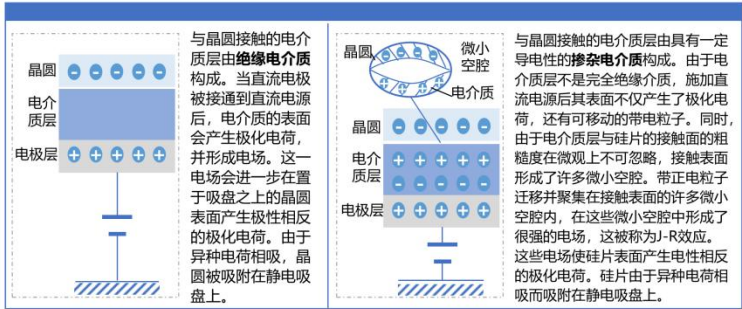 晶圆
电介
质层
电极层
与晶圆接触的电介
质层由绝缘电介质
构成。当直流电极
被接通到直流电源
后，电介质的表面
会产生极化电荷，
并形成电场。这一
电场会进一步在置
于吸盘之上的晶圆
表面产生极性相反
的极化电荷。由于
异种电荷相吸，晶
圆被吸附在静电吸
盘上。
晶圆
微小
空腔
电介质
晶圆
电介
质层
电极层
与晶圆接触的电介质层由具有一定
导电性的掺杂电介质构成。由于电
介质层不是完全绝缘介质，施加直
流电源后其表面不仅产生了极化电
荷，还有可移动的带电粒子。同时，
由于电介质层与硅片的接触面的粗
糙度在微观上不可忽略，接触表面
形成了许多微小空腔。带正电粒子
迁移并聚集在接触表面的许多微小
空腔内，在这些微小空腔中形成了
很强的电场，这被称为J-R效应。
这些电场使硅片表面产生电性相反
的极化电荷。硅片由于异种电荷相
吸而吸附在静电吸盘上。